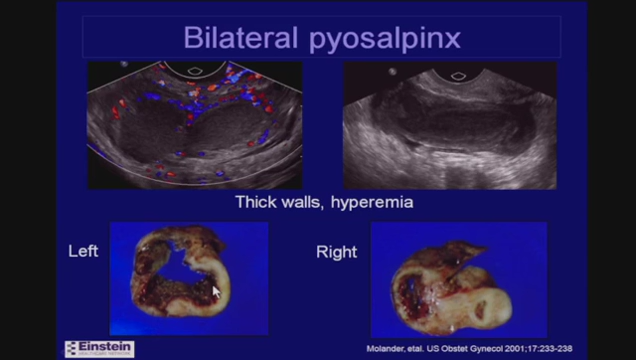 Bilateral pyosalpinx
Thick walls, hyperemia
Left
Right
Einstein
Molander, etal. US Obstet Gynecol 2001;17:233-238